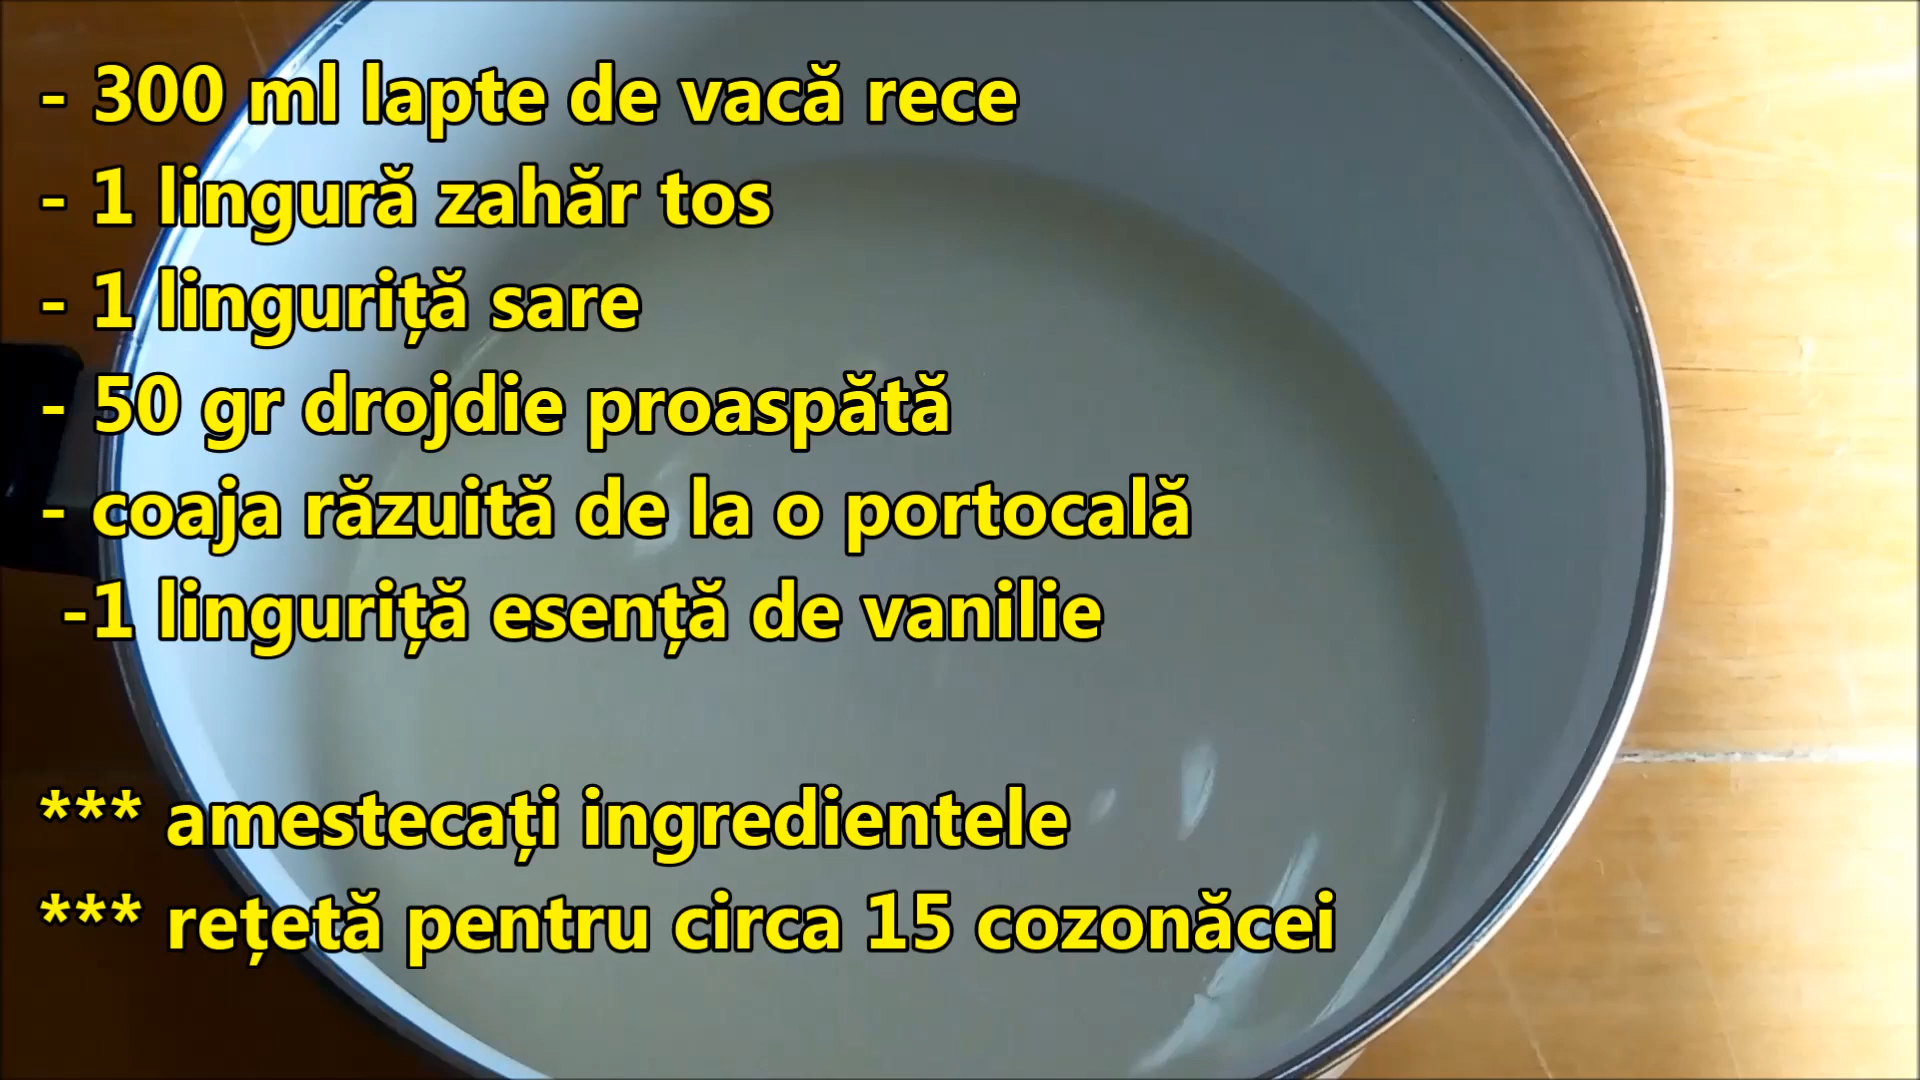 - 300 ml lapte de vacă rece
- 1 lingură zahăr tos
- 1 linguriță sare
- 50 gr drojdie proaspătă
- coaja răzuită de la o portocală
-1 linguriță esență de vanilie
*** amestecați ingredientele
*** rețetă pentru circa 15 cozonăcei